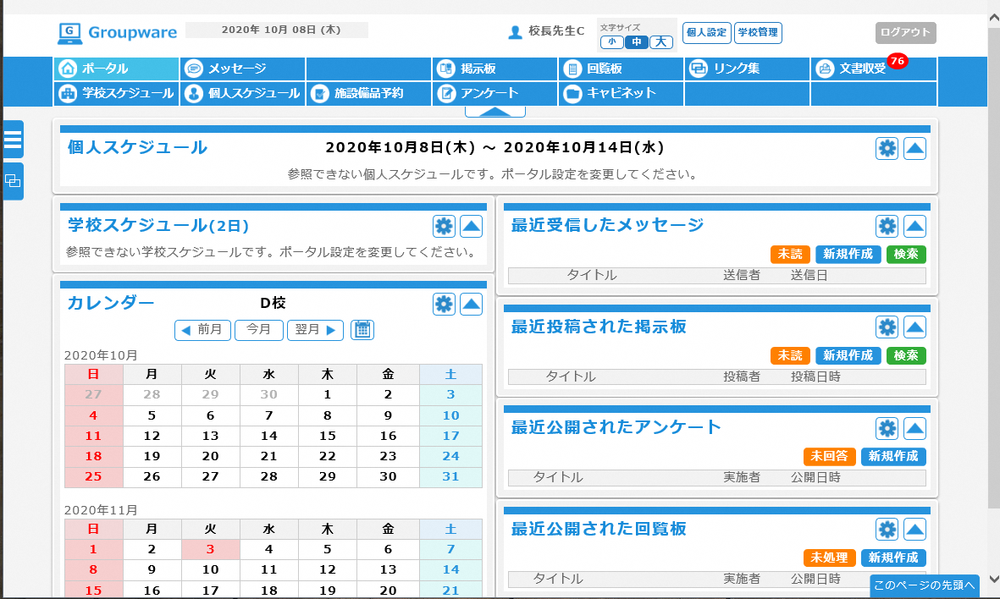 G Groupware
2020年 10月 08日 (木)
校長先生C
文字サイズ
小 中 大
個人設定 学校管理
ログアウト
ポータル メッセージ 掲示板 回覧板 リンク集 文書収受 76
学校スケジュール 個人スケジュール 施設備品予約 アンケート キャビネット
個人スケジュール 2020年10月8日(木) ～ 2020年10月14日(水)
参照できない個人スケジュールです。ポータル設定を変更してください。
学校スケジュール(2日)
参照できない学校スケジュールです。ポータル設定を変更してください。
カレンダー D校
前月 今月 翌月
2020年10月
日 月 火 水 木 金 土
27 28 29 30 1 2 3
4 5 6 7 8 9 10
11 12 13 14 15 16 17
18 19 20 21 22 23 24
25 26 27 28 29 30 31
2020年11月
日 月 火 水 木 金 土
1 2 3 4 5 6 7
8 9 10 11 12 13 14
15 16 17 18 19 20 21
最近受信したメッセージ
未読 新規作成 検索
タイトル 送信者 送信日
最近投稿された掲示板
未読 新規作成 検索
タイトル 投稿者 投稿日時
最近公開されたアンケート
未回答 新規作成
タイトル 実施者 公開日時
最近公開された回覧板
未処理 新規作成
タイトル 実施者 公開日時
このページの先頭へ